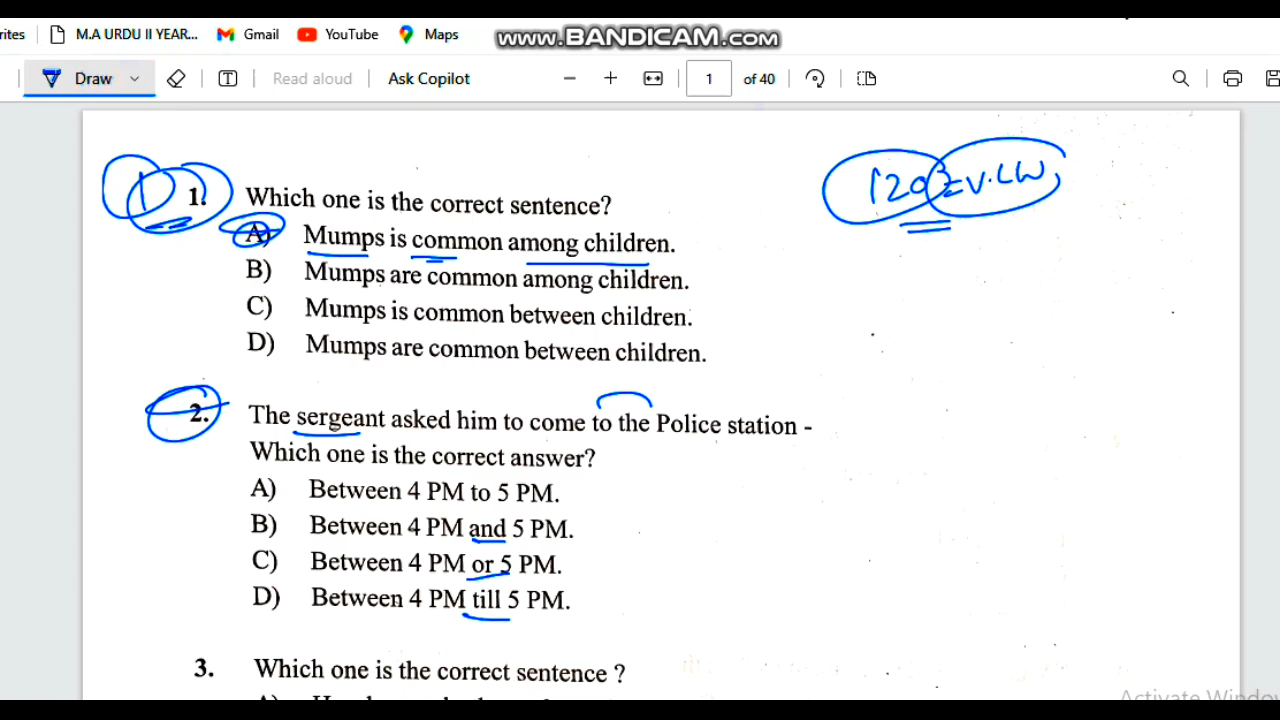 rites M.A URDU II YEAR... Gmail YouTube Maps www.BANDICAM.com
Draw Read aloud Ask Copilot 1 of 40
1. Which one is the correct sentence?
A) Mumps is common among children.
B) Mumps are common among children.
C) Mumps is common between children.
D) Mumps are common between children.
2. The sergeant asked him to come to the Police station -
Which one is the correct answer?
A) Between 4 PM to 5 PM.
B) Between 4 PM and 5 PM.
C) Between 4 PM or 5 PM.
D) Between 4 PM till 5 PM.
3. Which one is the correct sentence ?